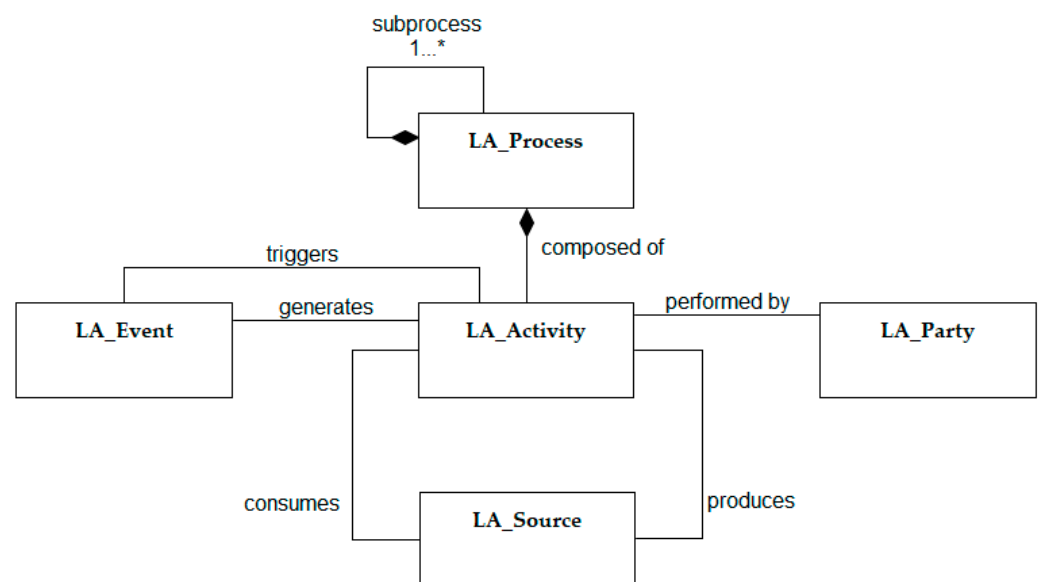 subprocess
1...*
LA_Process
composed of
triggers
generates
performed by
LA_Event
LA_Activity
LA_Party
consumes
produces
LA_Source